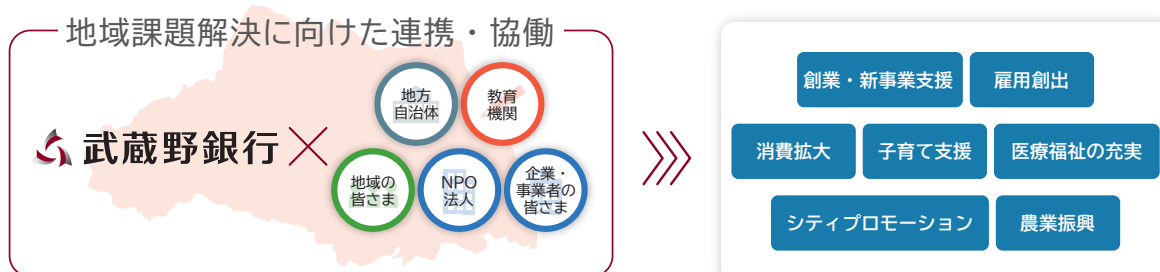 地域課題解決に向けた連携・協働
武蔵野銀行
地方
自治体
教育
機関
地域の
皆さま
NPO
法人
企業・
事業者の
皆さま
創業・新事業支援
雇用創出
消費拡大
子育て支援
医療福祉の充実
シティプロモーション
農業振興